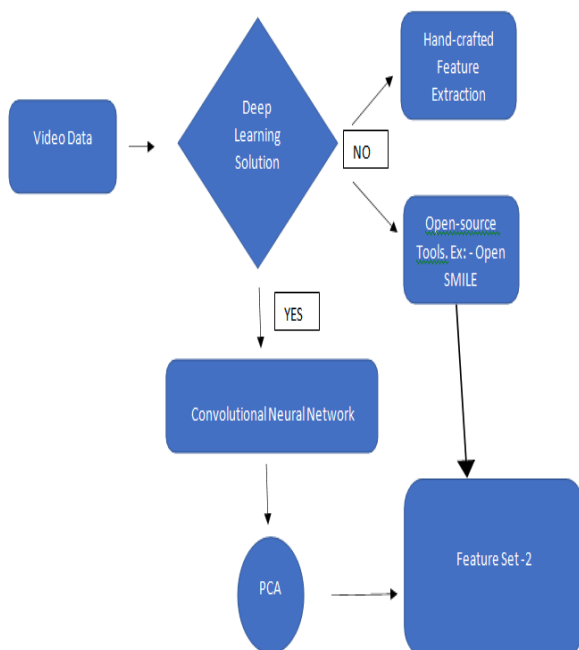 Hand-crafted
Feature
Extraction
Deep
Learning
Solution
Video Data
NO
Open-source
Tools. Ex: - Open
SMILE
YES
Convolutional Neural Network
PCA
Feature Set -2